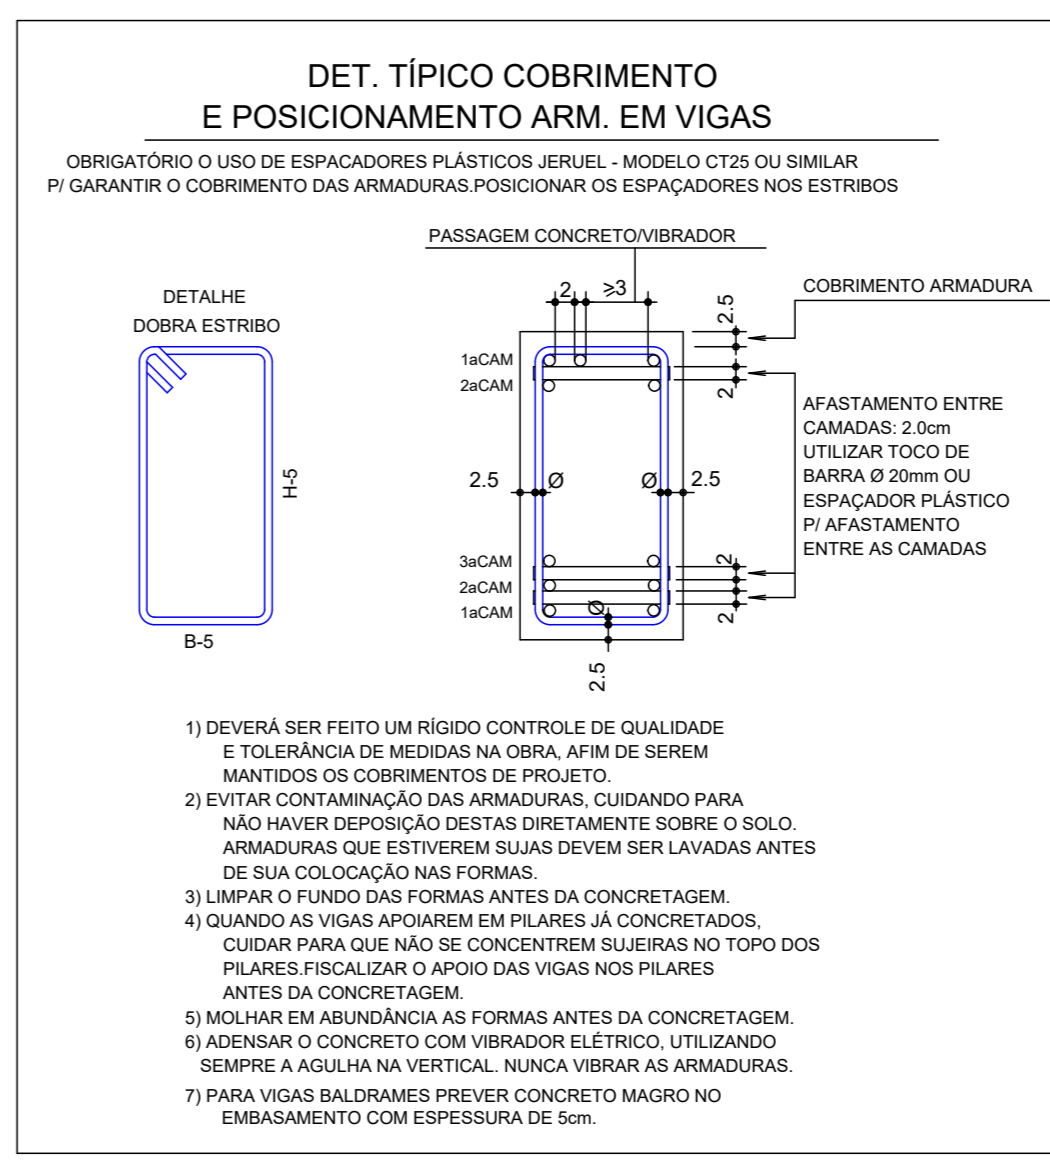 DET. TÍPICO COBRIMENTO
E POSICIONAMENTO ARM. EM VIGAS
OBRIGATÓRIO O USO DE ESPACADORES PLÁSTICOS JERUEL - MODELO CT25 OU SIMILAR
P/ GARANTIR O COBRIMENTO DAS ARMADURAS.POSICIONAR OS ESPAÇADORES NOS ESTRIBOS
PASSAGEM CONCRETO/VIBRADOR
DETALHE
DOBRA ESTRIBO
H-5
B-5
2
⩾3
2.5
COBRIMENTO ARMADURA
1aCAM
2aCAM
2
AFASTAMENTO ENTRE
CAMADAS: 2.0cm
UTILIZAR TOCO DE
BARRA Ø 20mm OU
ESPAÇADOR PLÁSTICO
P/ AFASTAMENTO
ENTRE AS CAMADAS
2.5
Ø
Ø
2.5
3aCAM
2aCAM
1aCAM
2
2
Ø
2.5
1) DEVERÁ SER FEITO UM RÍGIDO CONTROLE DE QUALIDADE
E TOLERÂNCIA DE MEDIDAS NA OBRA, AFIM DE SEREM
MANTIDOS OS COBRIMENTOS DE PROJETO.
2) EVITAR CONTAMINAÇÃO DAS ARMADURAS, CUIDANDO PARA
NÃO HAVER DEPOSIÇÃO DESTAS DIRETAMENTE SOBRE O SOLO.
ARMADURAS QUE ESTIVEREM SUJAS DEVEM SER LAVADAS ANTES
DE SUA COLOCAÇÃO NAS FORMAS.
3) LIMPAR O FUNDO DAS FORMAS ANTES DA CONCRETAGEM.
4) QUANDO AS VIGAS APOIAREM EM PILARES JÁ CONCRETADOS,
CUIDAR PARA QUE NÃO SE CONCENTREM SUJEIRAS NO TOPO DOS
PILARES.FISCALIZAR O APOIO DAS VIGAS NOS PILARES
ANTES DA CONCRETAGEM.
5) MOLHAR EM ABUNDÂNCIA AS FORMAS ANTES DA CONCRETAGEM.
6) ADENSAR O CONCRETO COM VIBRADOR ELÉTRICO, UTILIZANDO
SEMPRE A AGULHA NA VERTICAL. NUNCA VIBRAR AS ARMADURAS.
7) PARA VIGAS BALDRAMES PREVER CONCRETO MAGRO NO
EMBASAMENTO COM ESPESSURA DE 5cm.